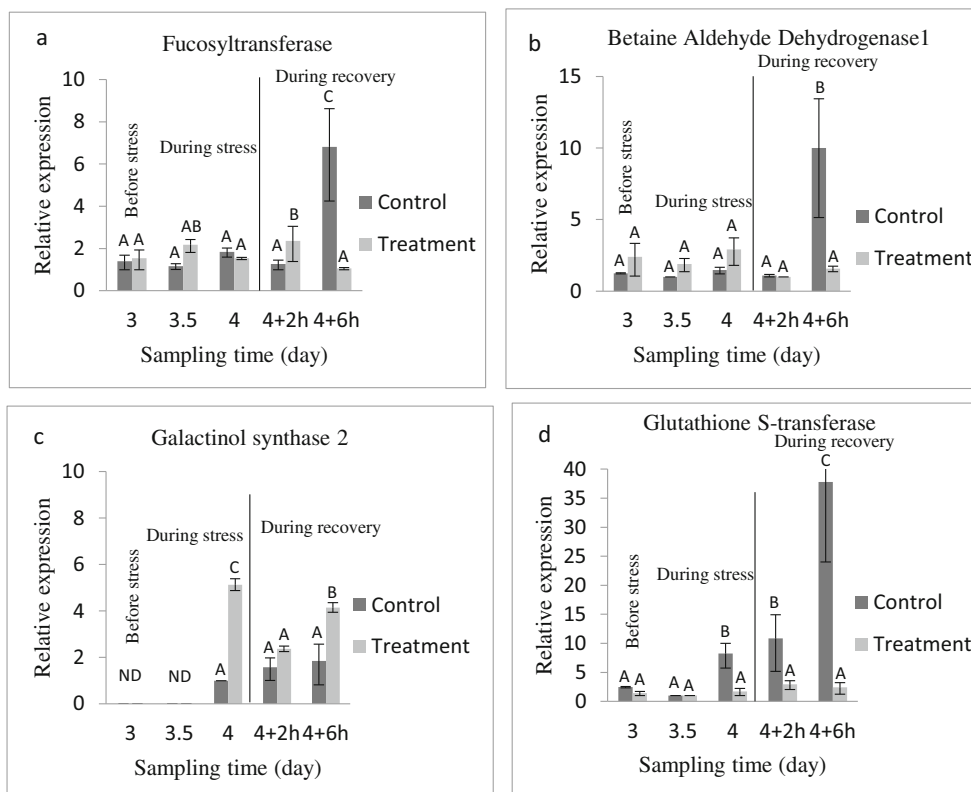 a
Fucosyltransferase
During recovery
10
8
6
4
2
0
Relative expression
Before stress
During stress
A A A AB A A A B C A
Control
Treatment
3 3.5 4 4+2h 4+6h
Sampling time (day)
b
Betaine Aldehyde Dehydrogenase1
During recovery
15
10
5
0
Relative expression
Before stress
During stress
A A A A A A A A B A
Control
Treatment
3 3.5 4 4+2h 4+6h
Sampling time (day)
c
Galactinol synthase 2
10
8
6
4
2
0
Relative expression
Before stress
During stress
During recovery
ND ND A C A A A B
Control
Treatment
3 3.5 4 4+2h 4+6h
Sampling time (day)
d
Glutathione S-transferase
During recovery
40
35
30
25
20
15
10
5
0
Relative expression
Before stress
During stress
A A A A B A B A C A
Control
Treatment
3 3.5 4 4+2h 4+6h
Sampling time (day)